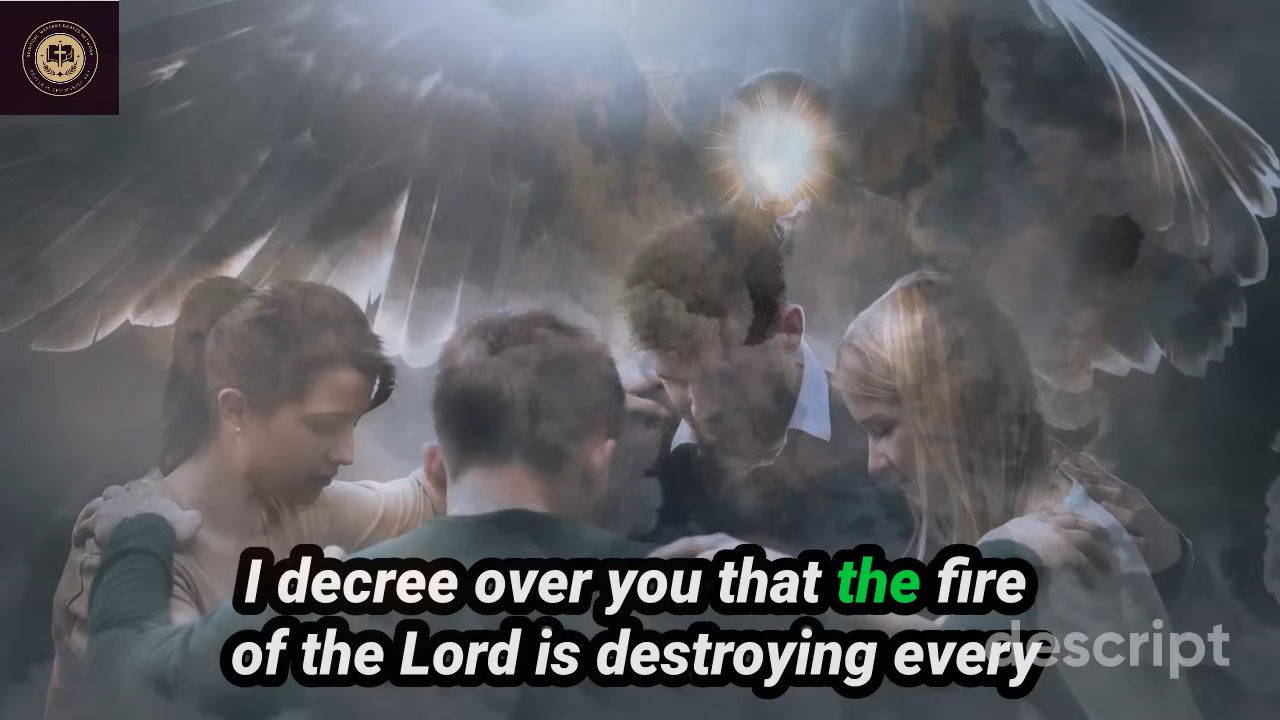 I decree over you that the fire
of the Lord is destroying every
descript